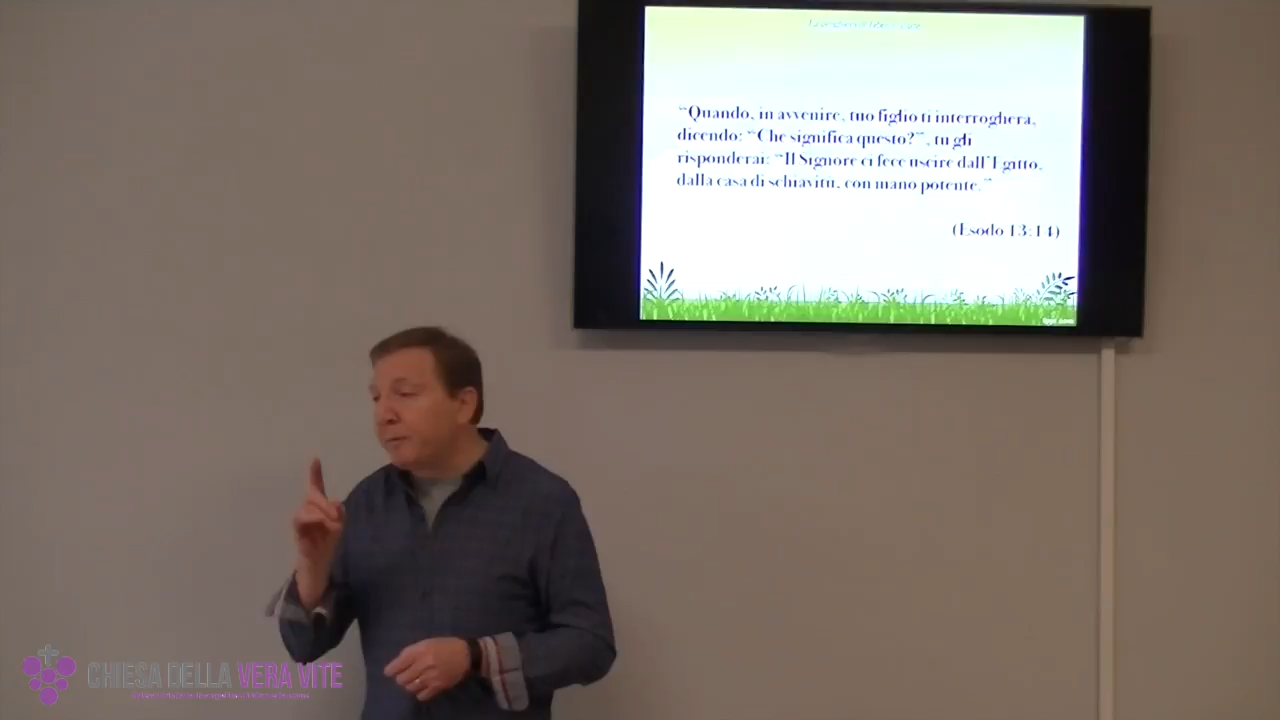 “Quando, in avvenire, tuo figlio ti interroghera,
dicendo: “Che significa questo?”, tu gli
risponderai: “Il Signore ci fece uscire dall’Egitto,
dalla casa di schiavitù, con mano potente.”
(Esodo 13:14)
CHIESA DELLA VERA VITE